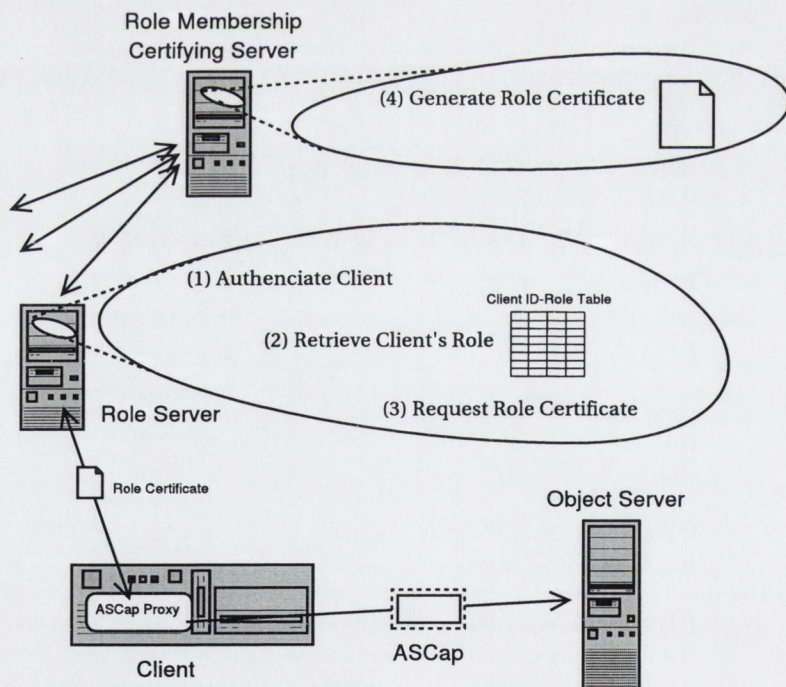 Role Membership
Certifying Server
(4) Generate Role Certificate
(1) Authenciate Client
Client ID-Role Table
(2) Retrieve Client's Role
(3) Request Role Certificate
Role Server
Role Certificate
Object Server
ASCap Proxy
ASCap
Client